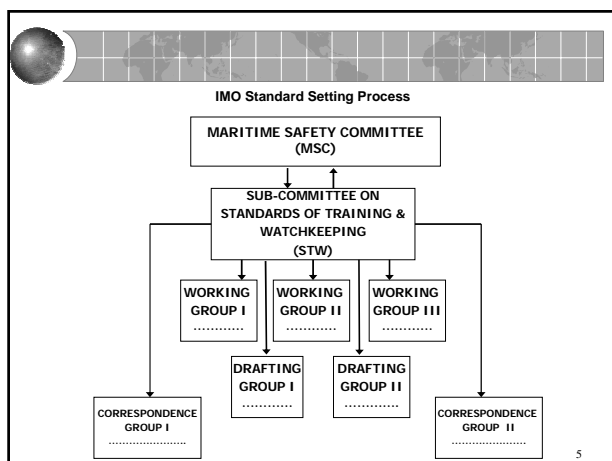 IMO Standard Setting Process
MARITIME SAFETY COMMITTEE
(MSC)
SUB-COMMITTEE ON
STANDARDS OF TRAINING &
WATCHKEEPING
(STW)
WORKING
GROUP I
............
WORKING
GROUP II
............
WORKING
GROUP III
............
DRAFTING
GROUP I
............
DRAFTING
GROUP II
............
CORRESPONDENCE
GROUP I
......................
CORRESPONDENCE
GROUP II
.....................
5